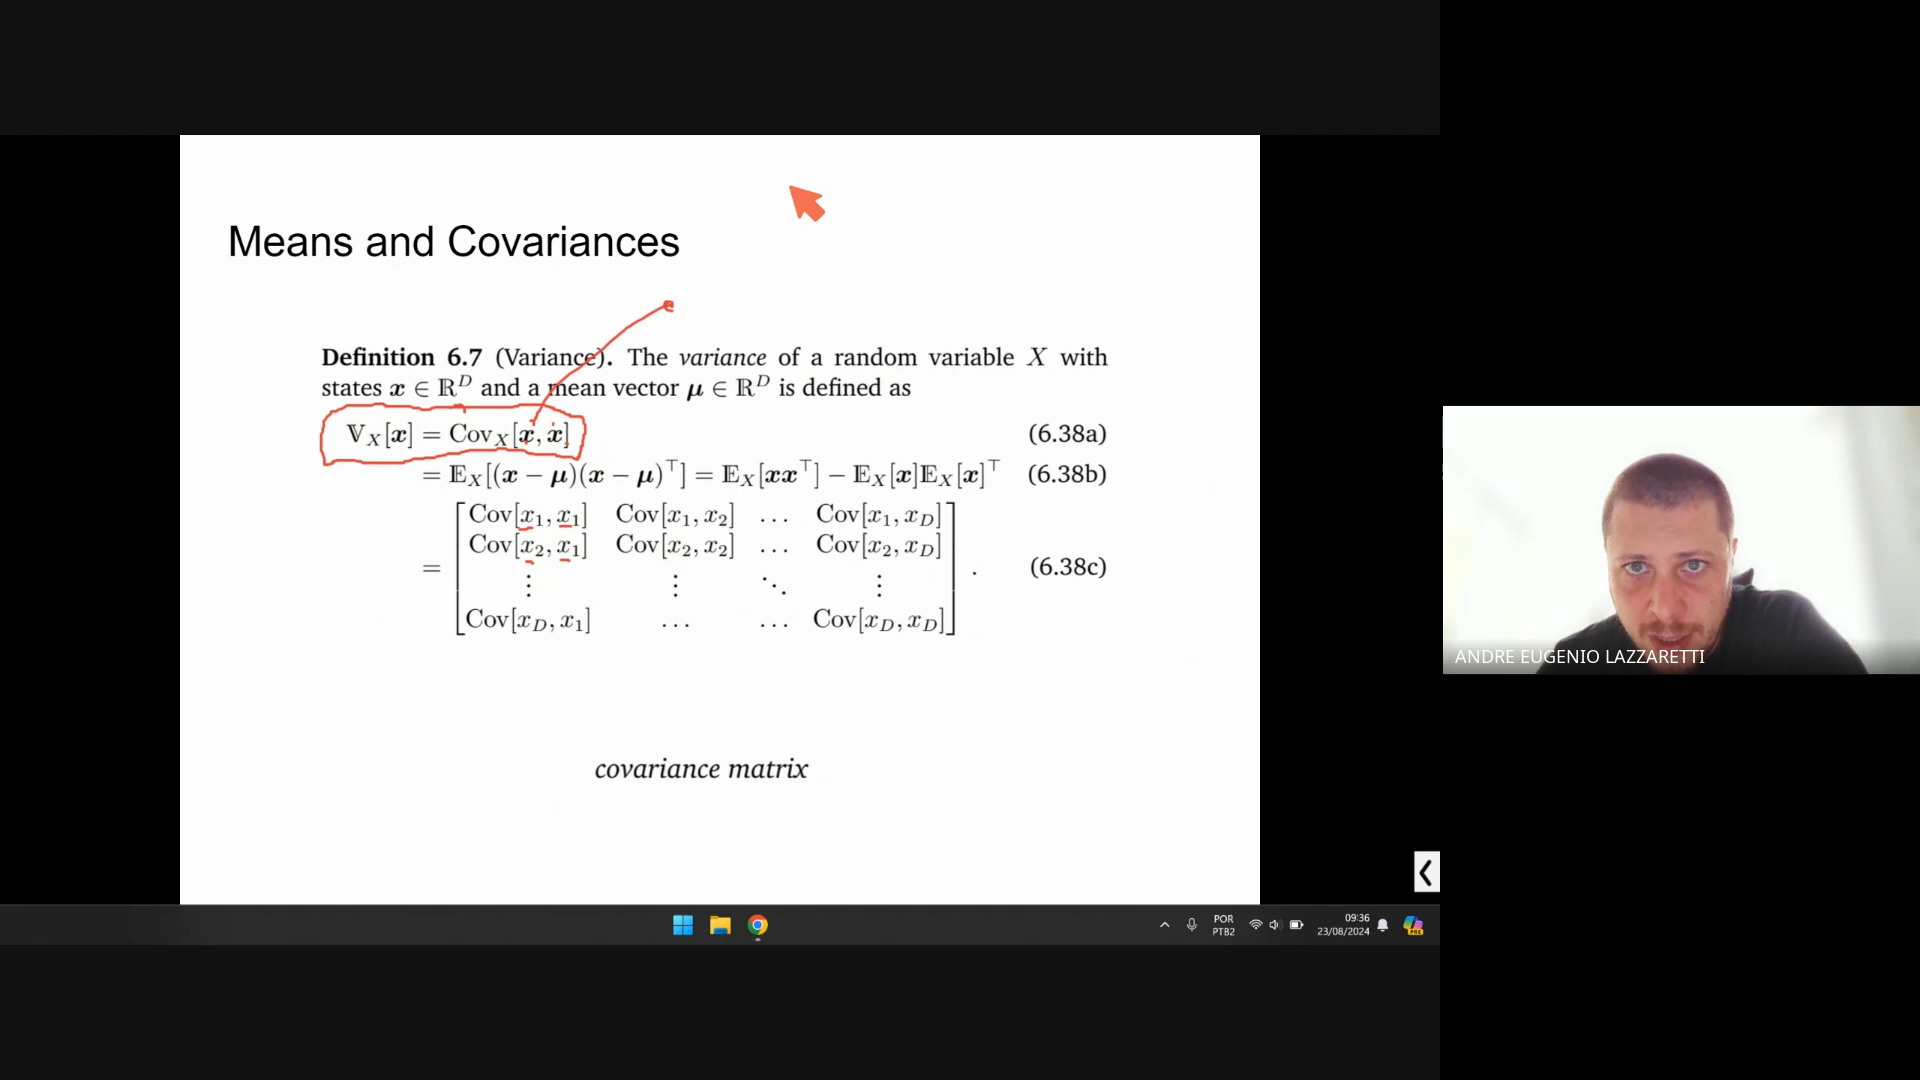 Means and Covariances
Definition 6.7 (Variance). The variance of a random variable X with
states x ∈ ℝ^D and a mean vector μ ∈ ℝ^D is defined as
𝕍_X[x] = Cov_X[x, x] (6.38a)
= 𝔼_X[(x − μ)(x − μ)^⊤] = 𝔼_X[xx^⊤] − 𝔼_X[x]𝔼_X[x]^⊤ (6.38b)
Cov[x_1, x_1] Cov[x_1, x_2] … Cov[x_1, x_D]
Cov[x_2, x_1] Cov[x_2, x_2] … Cov[x_2, x_D]
= ⋮ ⋮ ⋱ ⋮ . (6.38c)
Cov[x_D, x_1] … … Cov[x_D, x_D]
covariance matrix
ANDRE EUGENIO LAZZARETTI
POR
PTB2
09:36
23/08/2024
PRE